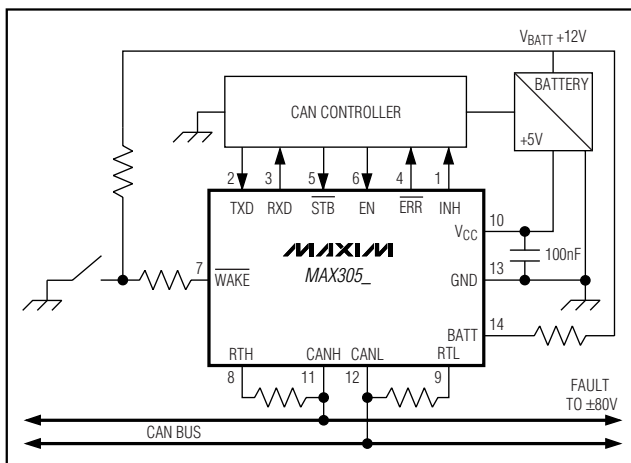 VBATT +12V
BATTERY
CAN CONTROLLER
+5V
2 3 5 6 4 1
TXD RXD STB EN ERR INH
10
VCC
MAXIM
100nF
MAX305_
7
WAKE
13
GND
14
BATT
RTH CANH CANL RTL
8 11 12 9
FAULT
TO ±80V
CAN BUS